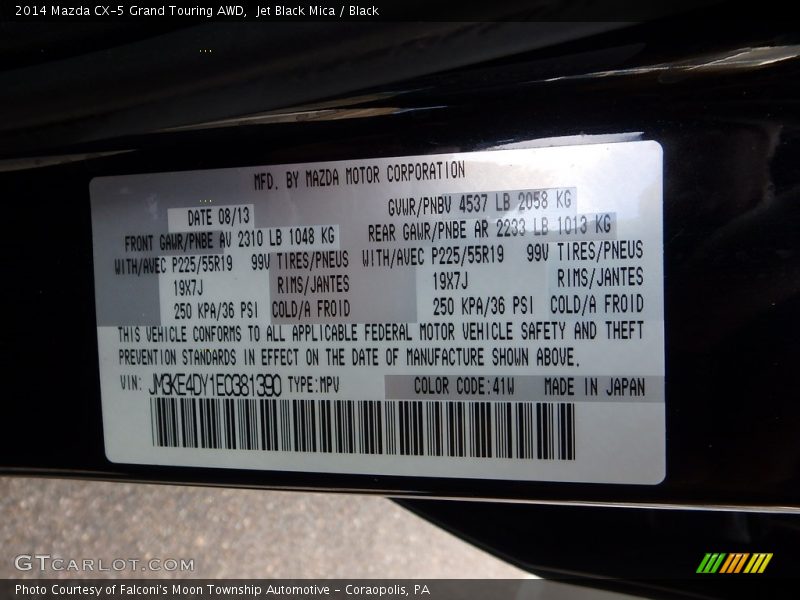 2014 Mazda CX-5 Grand Touring AWD, Jet Black Mica / Black
MFD. BY MAZDA MOTOR CORPORATION
DATE 08/13 GVWR/PNBV 4537 LB 2058 KG
FRONT GAWR/PNBE AV 2310 LB 1048 KG REAR GAWR/PNBE AR 2233 LB 1013 KG
WITH/AVEC P225/55R19 99V TIRES/PNEUS WITH/AVEC P225/55R19 99V TIRES/PNEUS
19X7J RIMS/JANTES 19X7J RIMS/JANTES
250 KPA/36 PSI COLD/A FROID 250 KPA/36 PSI COLD/A FROID
THIS VEHICLE CONFORMS TO ALL APPLICABLE FEDERAL MOTOR VEHICLE SAFETY AND THEFT
PREVENTION STANDARDS IN EFFECT ON THE DATE OF MANUFACTURE SHOWN ABOVE.
VIN: JM3KE4DY1E0381390 TYPE:MPV COLOR CODE:41W MADE IN JAPAN
GTCARLOT.COM
Photo Courtesy of Falconi's Moon Township Automotive - Coraopolis, PA